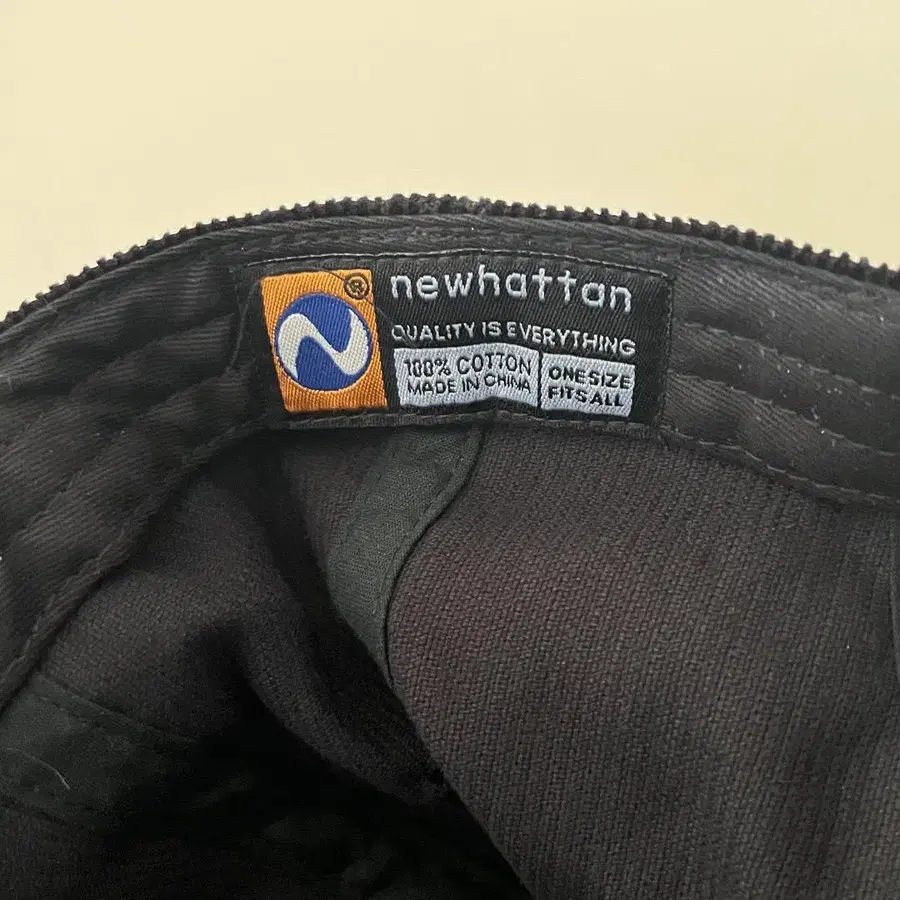 ®
newhattan
QUALITY IS EVERYTHING
100% COTTON
MADE IN CHINA
ONE SIZE
FITS ALL